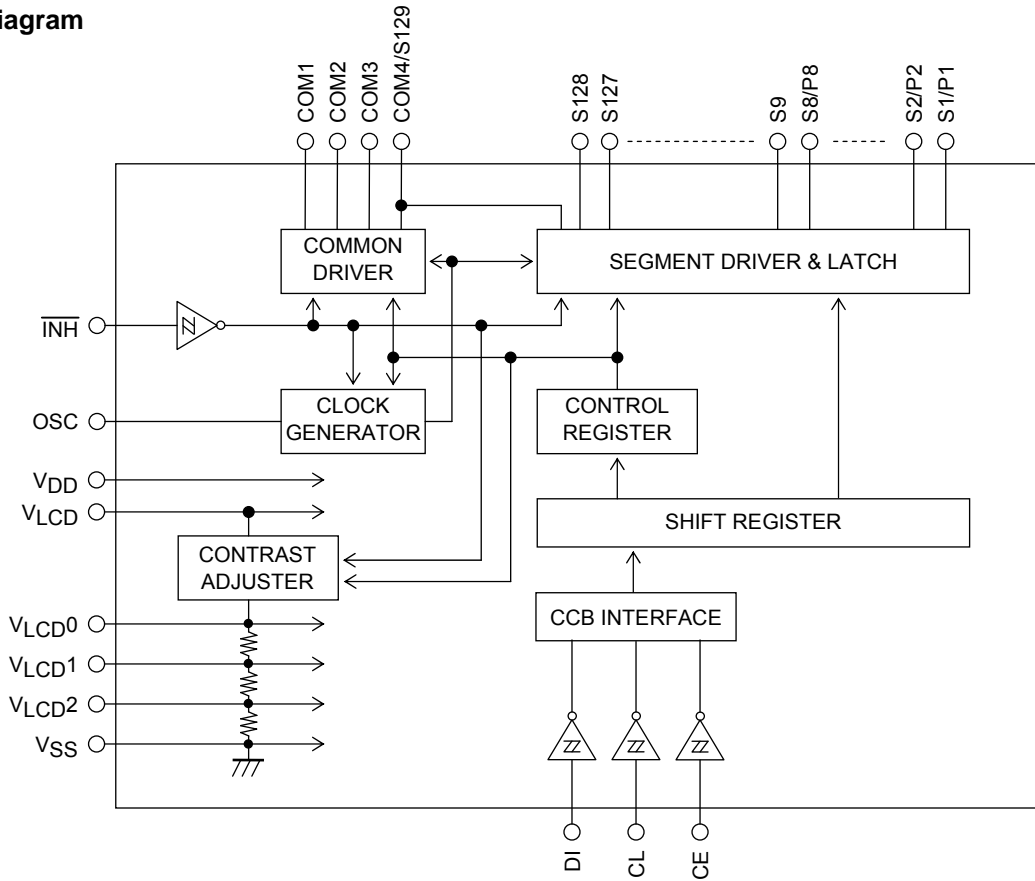 iagram
COM1
COM2
COM3
COM4/S129
S128
S127
S9
S8/P8
S2/P2
S1/P1
COMMON
DRIVER
SEGMENT DRIVER & LATCH
INH
OSC
CLOCK
GENERATOR
CONTROL
REGISTER
VDD
VLCD
SHIFT REGISTER
CONTRAST
ADJUSTER
CCB INTERFACE
VLCD0
VLCD1
VLCD2
VSS
DI
CL
CE